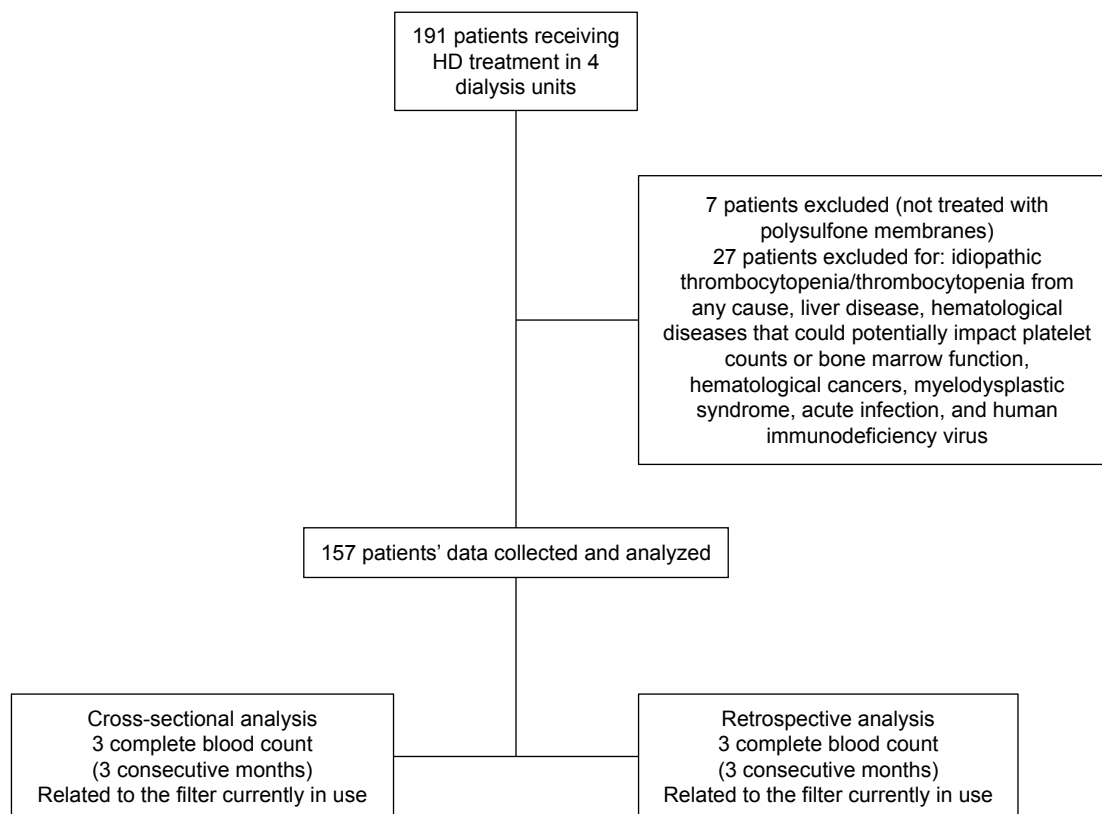 191 patients receiving
HD treatment in 4
dialysis units
7 patients excluded (not treated with
polysulfone membranes)
27 patients excluded for: idiopathic
thrombocytopenia/thrombocytopenia from
any cause, liver disease, hematological
diseases that could potentially impact platelet
counts or bone marrow function,
hematological cancers, myelodysplastic
syndrome, acute infection, and human
immunodeficiency virus
157 patients’ data collected and analyzed
Cross-sectional analysis
3 complete blood count
(3 consecutive months)
Related to the filter currently in use
Retrospective analysis
3 complete blood count
(3 consecutive months)
Related to the filter currently in use